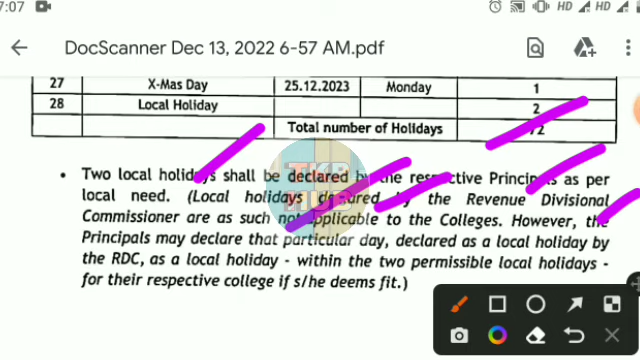 7:07 HD HD
DocScanner Dec 13, 2022 6-57 AM.pdf
27 X-Mas Day 25.12.2023 Monday 1
28 Local Holiday 2
Total number of Holidays 72
• Two local holidays shall be declared by the respective Principals as per
local need. (Local holidays declared by the Revenue Divisional
Commissioner are as such not applicable to the Colleges. However, the
Principals may declare that particular day, declared as a local holiday by
the RDC, as a local holiday - within the two permissible local holidays -
for their respective college if s/he deems fit.)